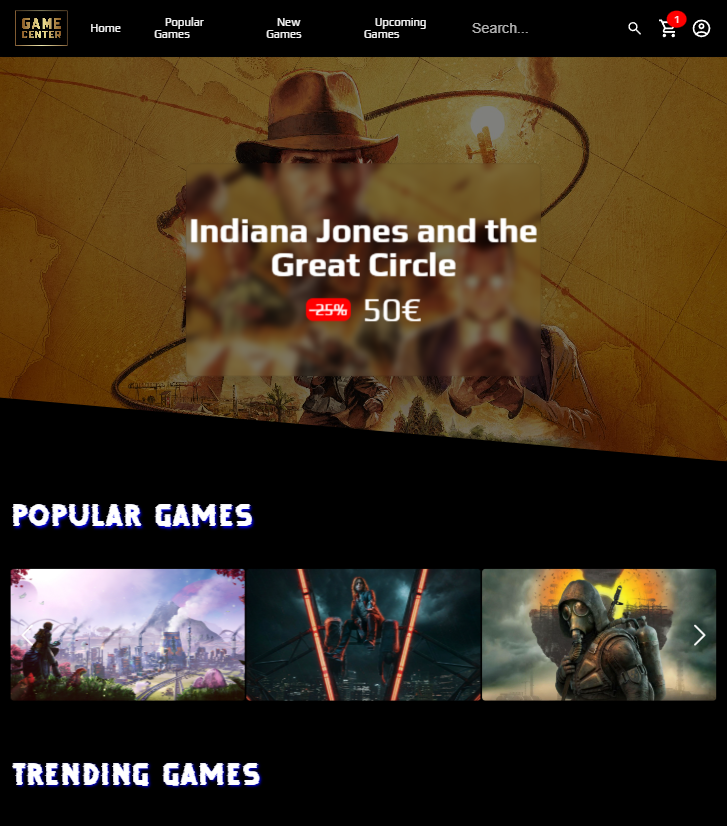 GAME
CENTER
Home
Popular
Games
New
Games
Upcoming
Games
Search...
1
Indiana Jones and the
Great Circle
-25% 50€
POPULAR GAMES
TRENDING GAMES